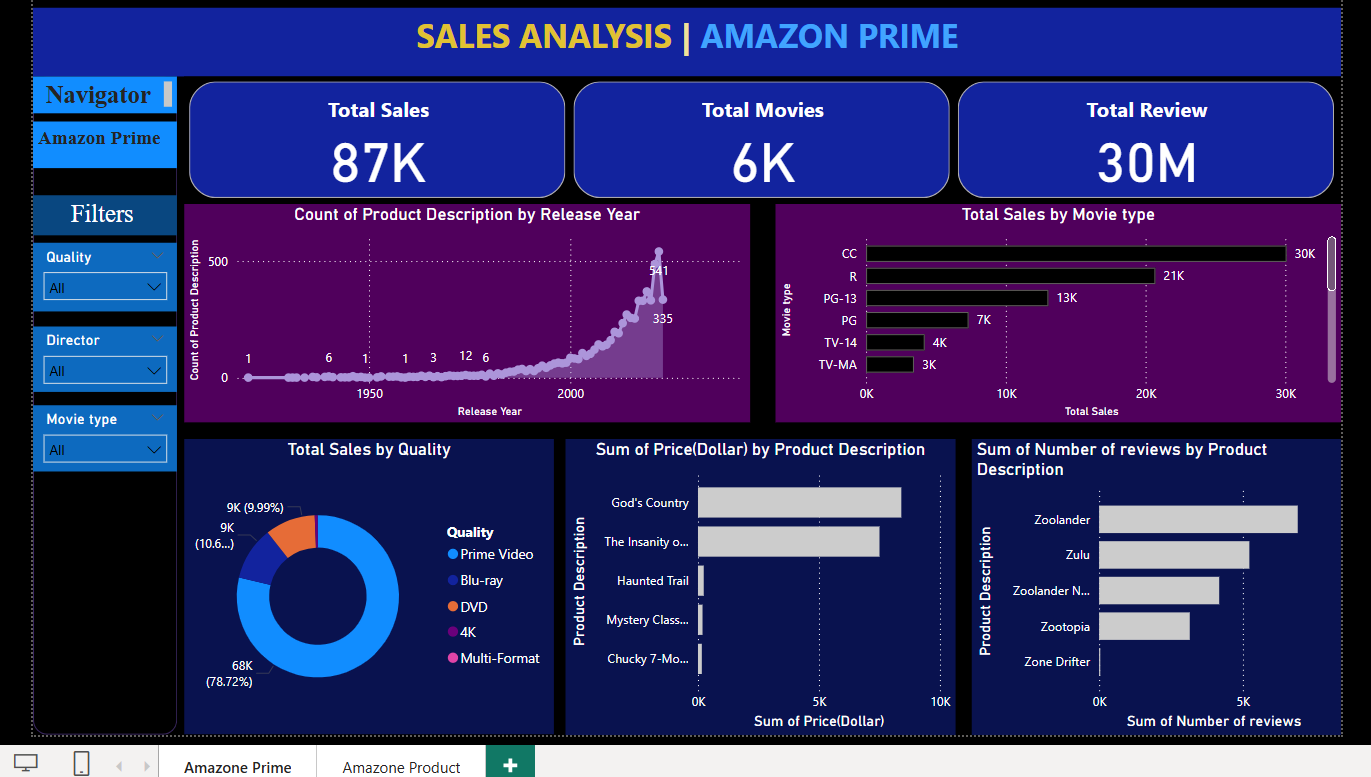 SALES ANALYSIS | AMAZON PRIME
Navigator
Amazon Prime
Filters
Quality
All
Director
All
Movie type
All
Total Sales
87K
Total Movies
6K
Total Review
30M
Count of Product Description by Release Year
Count of Product Description
500
0
1
6
1
1
3
12
6
541
335
1950
2000
Release Year
Total Sales by Movie type
Movie type
CC
30K
R
21K
PG-13
13K
PG
7K
TV-14
4K
TV-MA
3K
0K
10K
20K
30K
Total Sales
Total Sales by Quality
9K (9.99%)
9K
(10.6...)
68K
(78.72%)
Quality
Prime Video
Blu-ray
DVD
4K
Multi-Format
Sum of Price(Dollar) by Product Description
Product Description
God's Country
The Insanity o...
Haunted Trail
Mystery Class...
Chucky 7-Mo...
0K
5K
10K
Sum of Price(Dollar)
Sum of Number of reviews by Product
Description
Product Description
Zoolander
Zulu
Zoolander N...
Zootopia
Zone Drifter
0K
5K
Sum of Number of reviews
Amazone Prime
Amazone Product